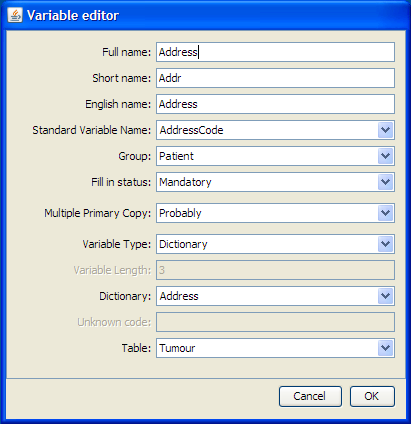 Variable editor
Full name: Address
Short name: Addr
English name: Address
Standard Variable Name: AddressCode
Group: Patient
Fill in status: Mandatory
Multiple Primary Copy: Probably
Variable Type: Dictionary
Variable Length: 3
Dictionary: Address
Unknown code:
Table: Tumour
Cancel OK